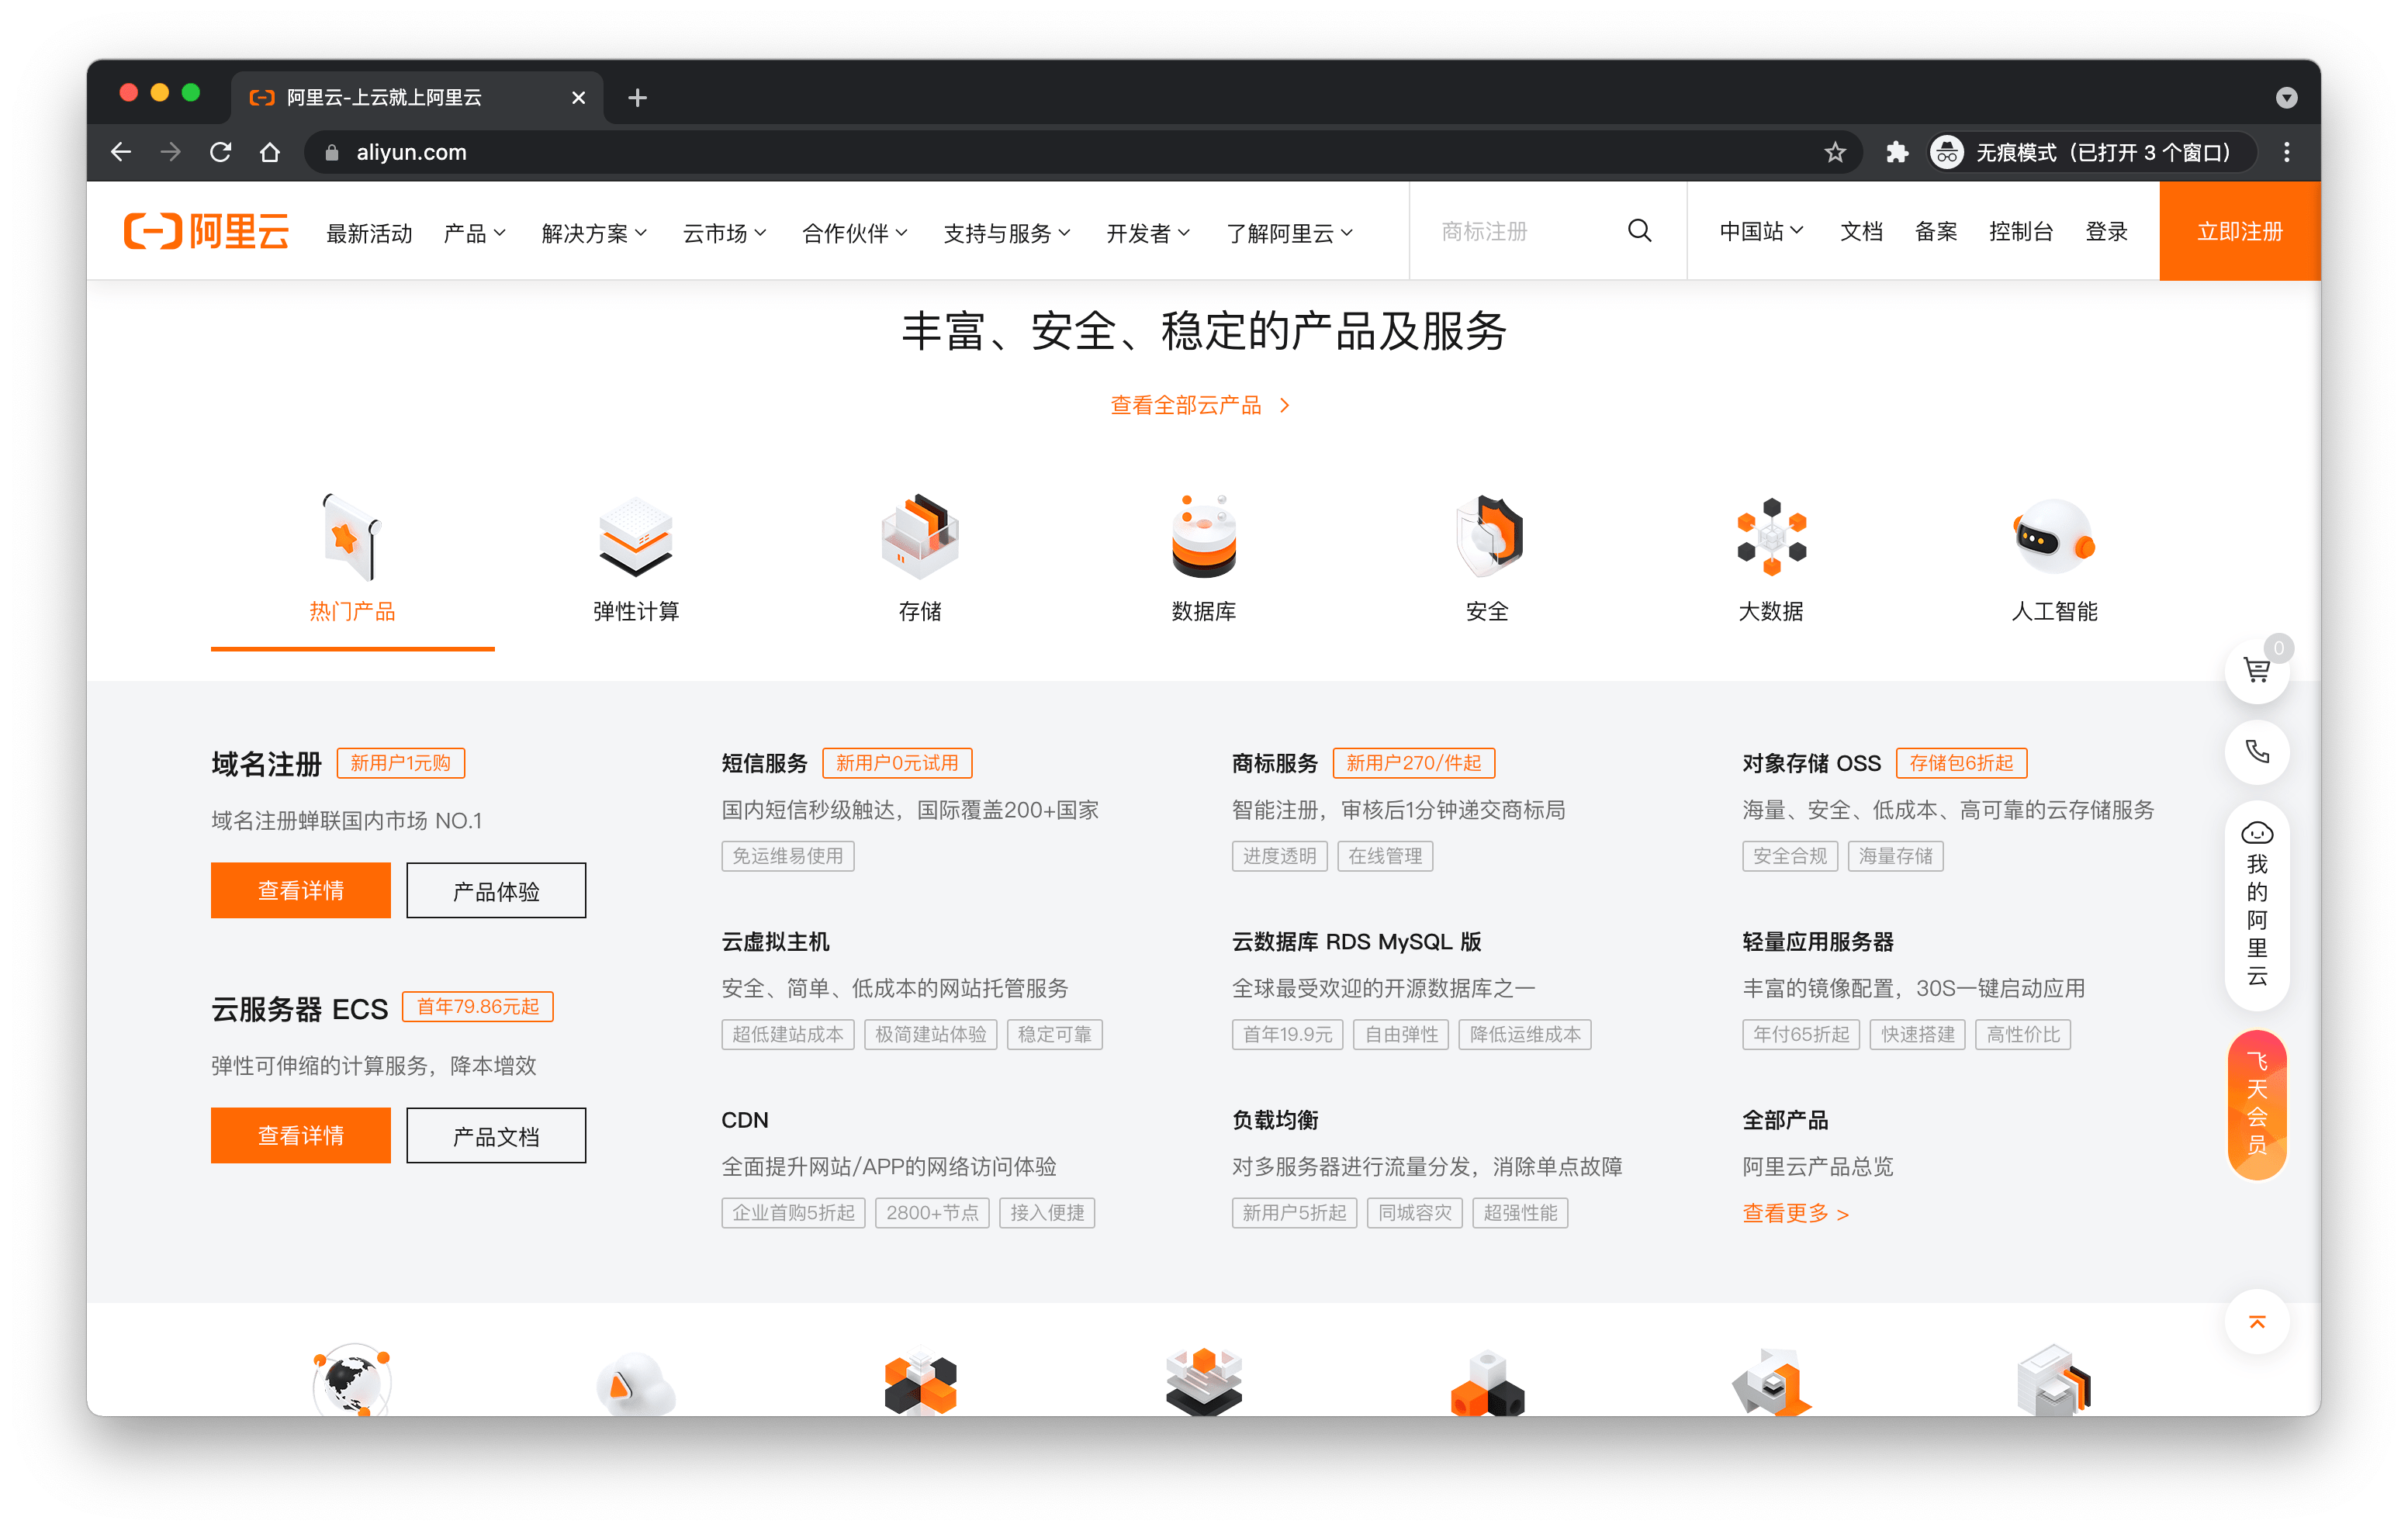 阿里云-上云就上阿里云
aliyun.com
无痕模式（已打开 3 个窗口）
阿里云 最新活动 产品 解决方案 云市场 合作伙伴 支持与服务 开发者 了解阿里云 商标注册 中国站 文档 备案 控制台 登录 立即注册
丰富、安全、稳定的产品及服务
查看全部云产品 >
热门产品 弹性计算 存储 数据库 安全 大数据 人工智能
0
域名注册 新用户1元购
域名注册蝉联国内市场 NO.1
查看详情 产品体验
云服务器 ECS 首年79.86元起
弹性可伸缩的计算服务，降本增效
查看详情 产品文档
短信服务 新用户0元试用
国内短信秒级触达，国际覆盖200+国家
免运维易使用
云虚拟主机
安全、简单、低成本的网站托管服务
超低建站成本 极简建站体验 稳定可靠
CDN
全面提升网站/APP的网络访问体验
企业首购5折起 2800+节点 接入便捷
商标服务 新用户270/件起
智能注册，审核后1分钟递交商标局
进度透明 在线管理
云数据库 RDS MySQL 版
全球最受欢迎的开源数据库之一
首年19.9元 自由弹性 降低运维成本
负载均衡
对多服务器进行流量分发，消除单点故障
新用户5折起 同城容灾 超强性能
对象存储 OSS 存储包6折起
海量、安全、低成本、高可靠的云存储服务
安全合规 海量存储
轻量应用服务器
丰富的镜像配置，30S一键启动应用
年付65折起 快速搭建 高性价比
全部产品
阿里云产品总览
查看更多 >
我的阿里云
飞天会员